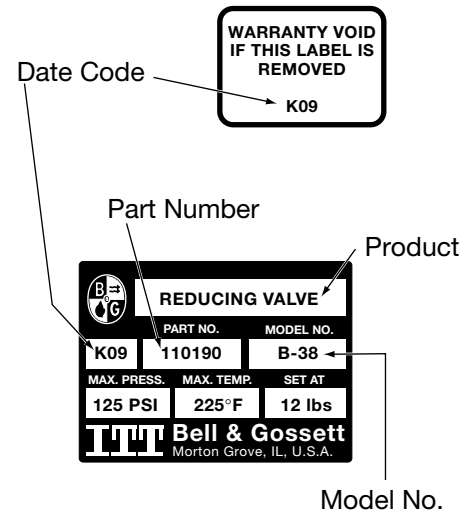 WARRANTY VOID
IF THIS LABEL IS
REMOVED
K09
Date Code
Part Number
Product
B G
REDUCING VALVE
PART NO. MODEL NO.
K09 110190 B-38
MAX. PRESS. MAX. TEMP. SET AT
125 PSI 225°F 12 lbs
ITT Bell & Gossett
Morton Grove, IL, U.S.A.
Model No.